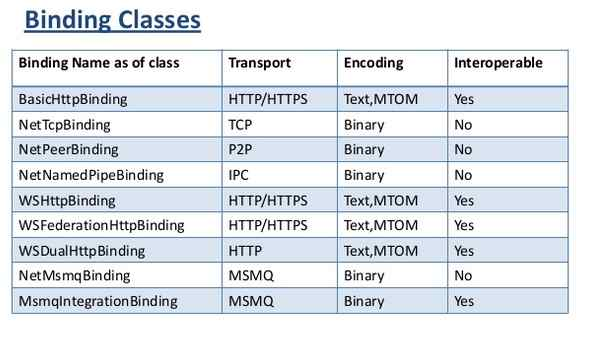 Binding Classes
Binding Name as of class Transport Encoding Interoperable
BasicHttpBinding HTTP/HTTPS Text,MTOM Yes
NetTcpBinding TCP Binary No
NetPeerBinding P2P Binary No
NetNamedPipeBinding IPC Binary No
WSHttpBinding HTTP/HTTPS Text,MTOM Yes
WSFederationHttpBinding HTTP/HTTPS Text,MTOM Yes
WSDualHttpBinding HTTP Text,MTOM Yes
NetMsmqBinding MSMQ Binary No
MsmqIntegrationBinding MSMQ Binary Yes